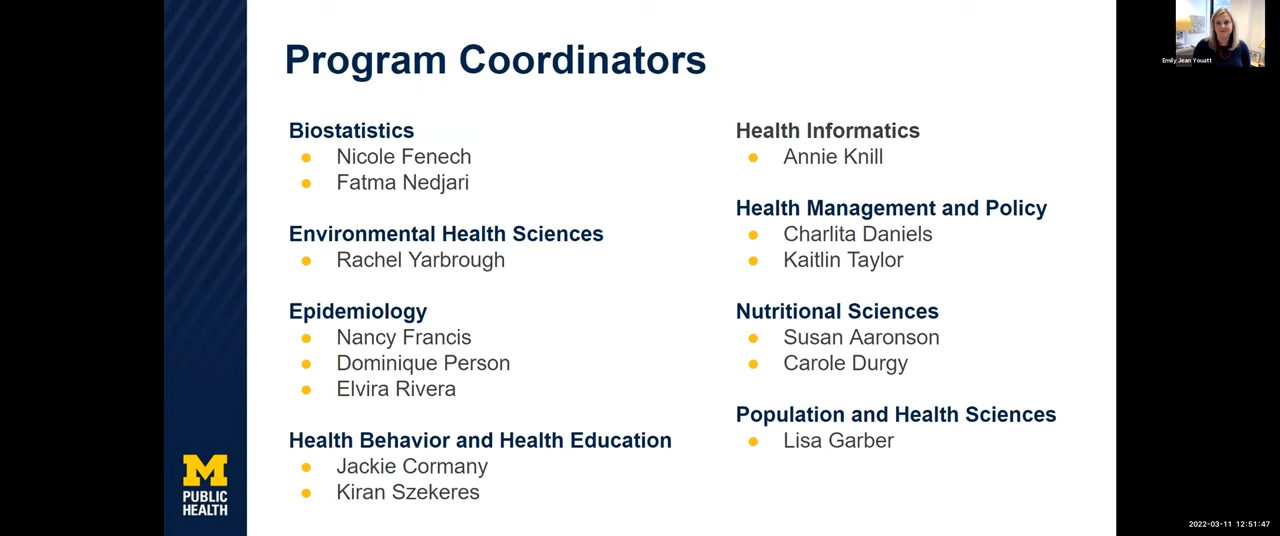 Program Coordinators
Biostatistics
Nicole Fenech
Fatma Nedjari
Environmental Health Sciences
Rachel Yarbrough
Epidemiology
Nancy Francis
Dominique Person
Elvira Rivera
Health Behavior and Health Education
Jackie Cormany
Kiran Szekeres
Health Informatics
Annie Knill
Health Management and Policy
Charlita Daniels
Kaitlin Taylor
Nutritional Sciences
Susan Aaronson
Carole Durgy
Population and Health Sciences
Lisa Garber
M
PUBLIC
HEALTH
Emily Jean Youatt
2022-03-11 12:51:47